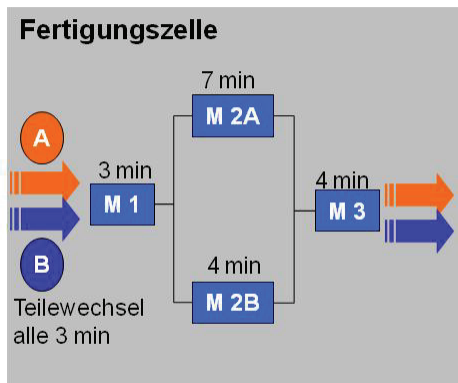 Fertigungszelle
7 min
A
M 2A
3 min
4 min
M 1
M 3
B
4 min
Teilewechsel
M 2B
alle 3 min